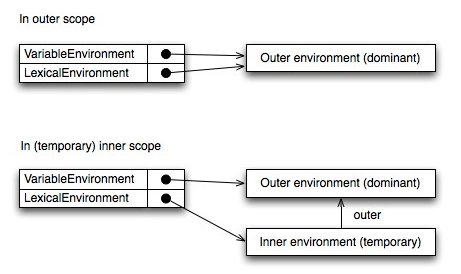 In outer scope
VariableEnvironment
LexicalEnvironment
Outer environment (dominant)
In (temporary) inner scope
VariableEnvironment
LexicalEnvironment
Outer environment (dominant)
outer
Inner environment (temporary)